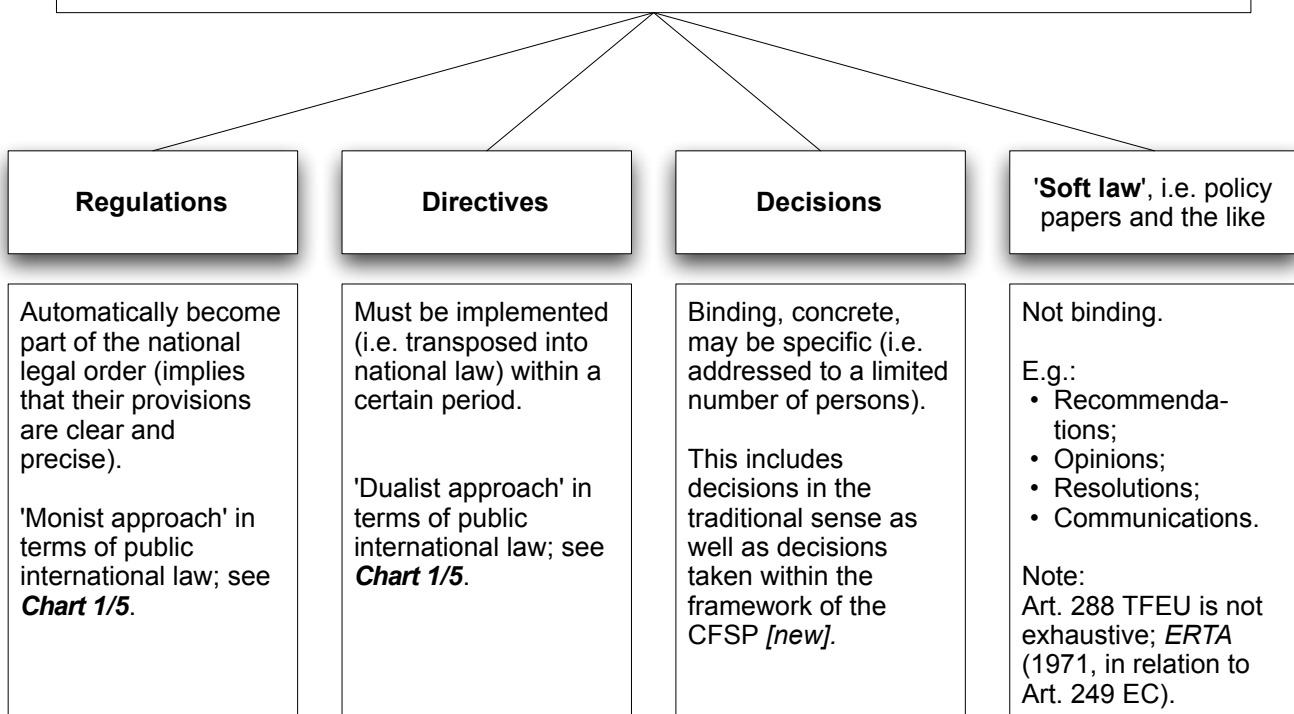 Regulations
Automatically become
part of the national
legal order (implies
that their provisions
are clear and
precise).
'Monist approach' in
terms of public
international law; see
Chart 1/5.
Directives
Must be implemented
(i.e. transposed into
national law) within a
certain period.
'Dualist approach' in
terms of public
international law; see
Chart 1/5.
Decisions
Binding, concrete,
may be specific (i.e.
addressed to a limited
number of persons).
This includes
decisions in the
traditional sense as
well as decisions
taken within the
framework of the
CFSP [new].
'Soft law', i.e. policy
papers and the like
Not binding.
E.g.:
• Recommenda-
tions;
• Opinions;
• Resolutions;
• Communications.
Note:
Art. 288 TFEU is not
exhaustive; ERTA
(1971, in relation to
Art. 249 EC).